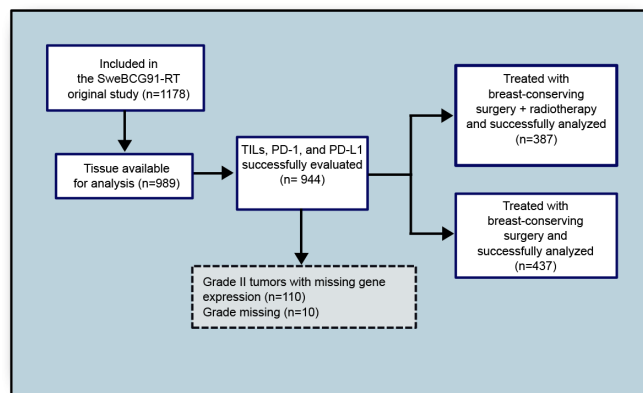 Included in
the SweBCG91-RT
original study (n=1178)
Tissue available
for analysis (n=989)
TILs, PD-1, and PD-L1
successfully evaluated
(n= 944)
Grade II tumors with missing gene
expression (n=110)
Grade missing (n=10)
Treated with
breast-conserving
surgery + radiotherapy
and successfully analyzed
(n=387)
Treated with
breast-conserving
surgery and
successfully analyzed
(n=437)